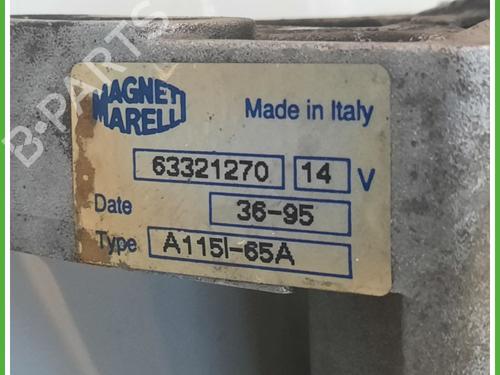 MAGNETI
MARELLI
Made in Italy
63321270 14 V
Date 36-95
Type A115I-65A
B-PARTS